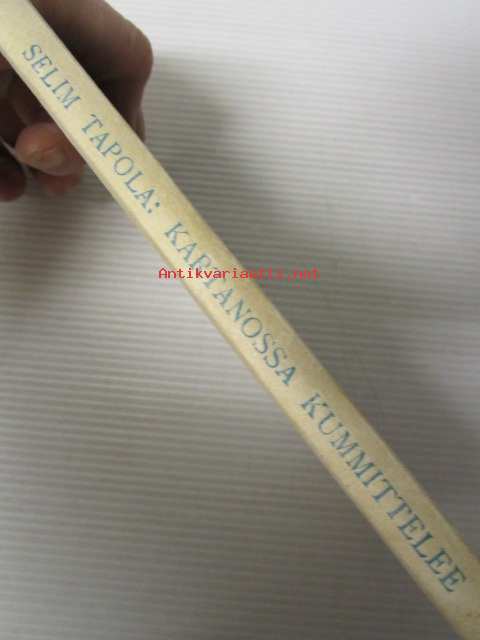 SELIM TAPOLA: KARTANOSSA KUMMITTELEE
Antikvariaatti.net